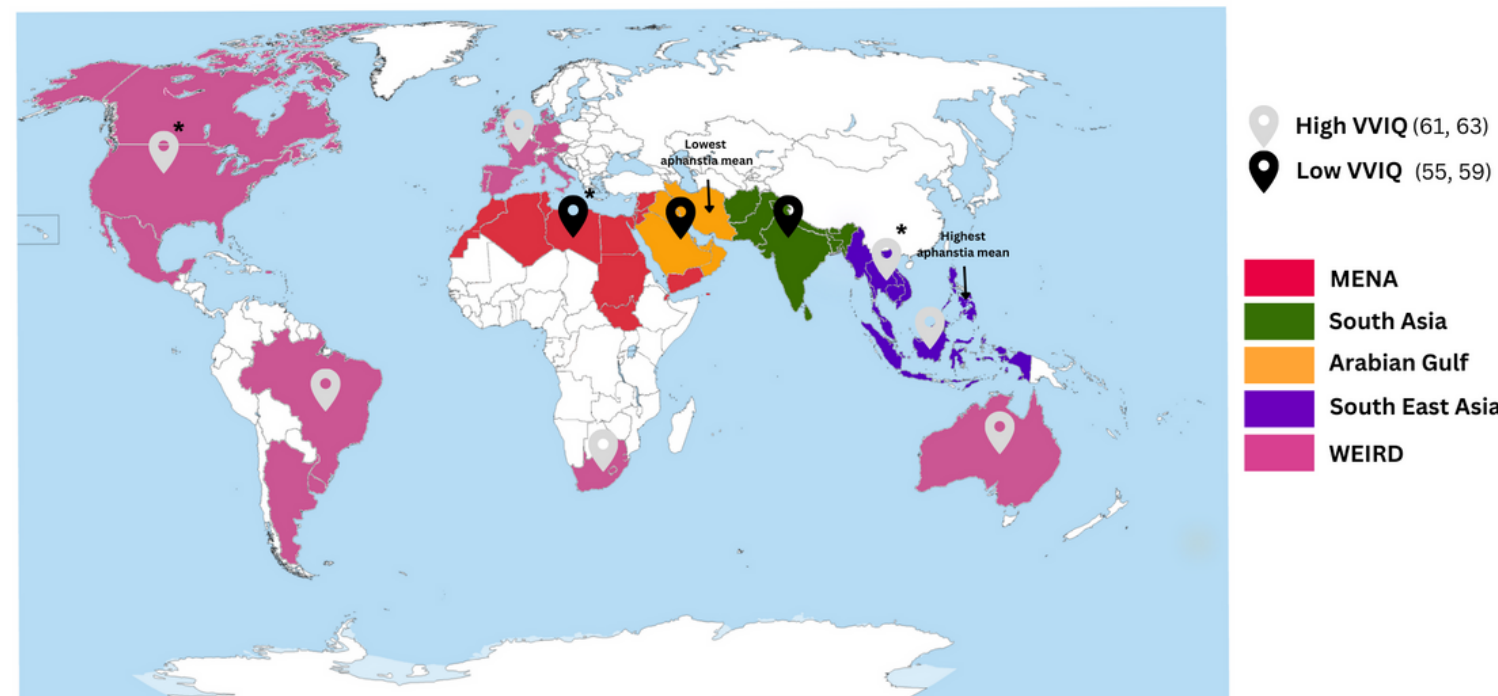 *
Lowest
aphanstia mean
*
*
Highest
aphanstia mean
High VVIQ (61, 63)
Low VVIQ (55, 59)
MENA
South Asia
Arabian Gulf
South East Asia
WEIRD